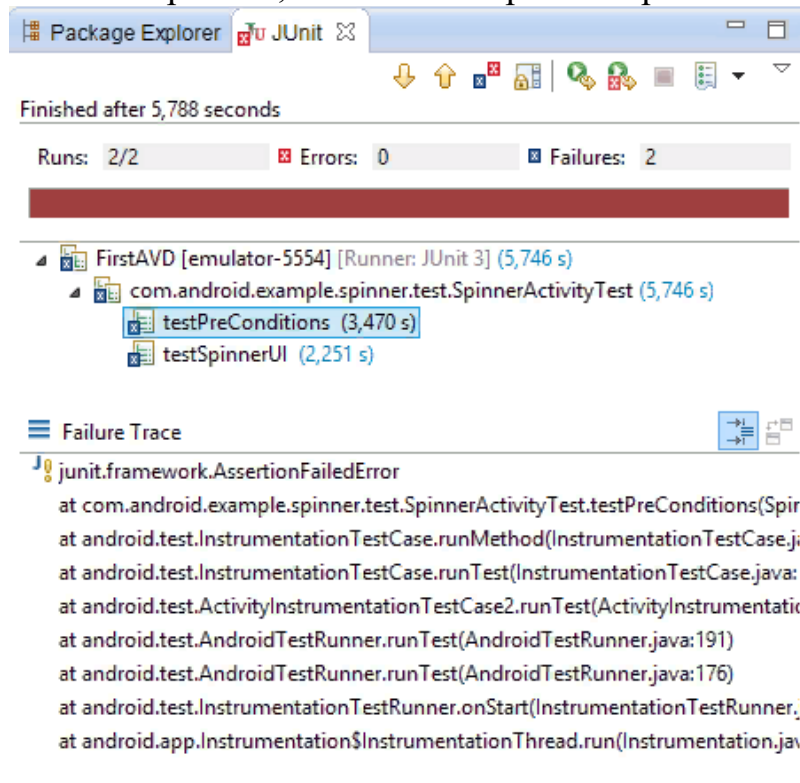 Package Explorer JUnit
Finished after 5,788 seconds
Runs: 2/2 Errors: 0 Failures: 2
FirstAVD [emulator-5554] [Runner: JUnit 3] (5,746 s)
com.android.example.spinner.test.SpinnerActivityTest (5,746 s)
testPreConditions (3,470 s)
testSpinnerUI (2,251 s)
Failure Trace
junit.framework.AssertionFailedError
at com.android.example.spinner.test.SpinnerActivityTest.testPreConditions(Spin
at android.test.InstrumentationTestCase.runMethod(InstrumentationTestCase.ja
at android.test.InstrumentationTestCase.runTest(InstrumentationTestCase.java:
at android.test.ActivityInstrumentationTestCase2.runTest(ActivityInstrumentatio
at android.test.AndroidTestRunner.runTest(AndroidTestRunner.java:191)
at android.test.AndroidTestRunner.runTest(AndroidTestRunner.java:176)
at android.test.InstrumentationTestRunner.onStart(InstrumentationTestRunner.j
at android.app.Instrumentation$InstrumentationThread.run(Instrumentation.jav